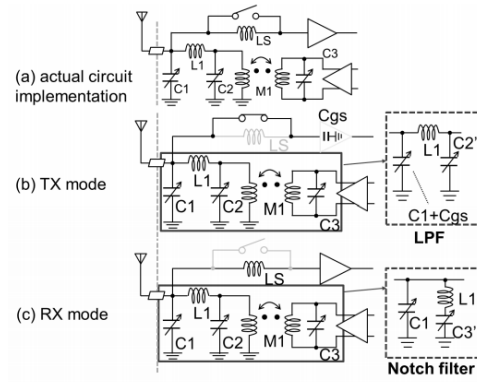 LS
C3
L1
(a) actual circuit
implementation
C1
C2
M1
Cgs
LS
C2'
L1
(b) TX mode
L1
C1
C2
M1
C3
C1+Cgs
LPF
LS
L1
(c) RX mode
L1
C1
C2
M1
C3
C1
C3'
Notch filter